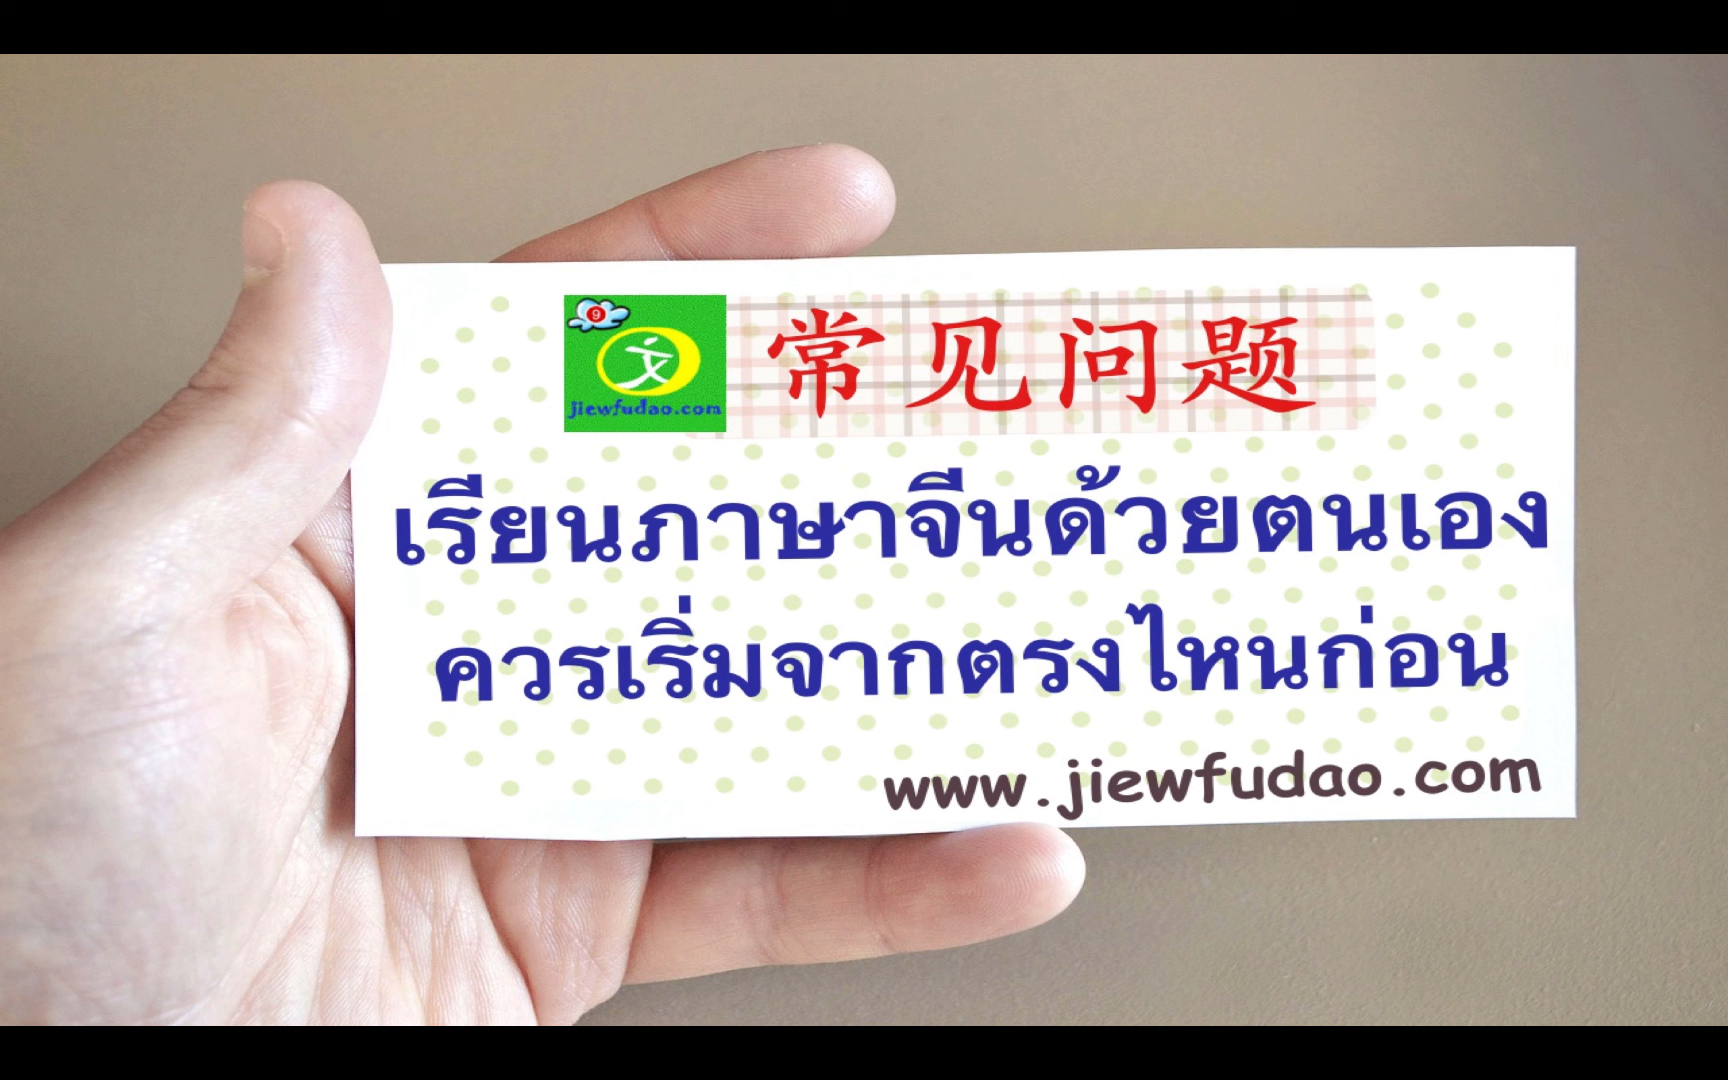 9
文
jiewfudao.com
常见问题
เรียนภาษาจีนด้วยตนเอง
ควรเริ่มจากตรงไหนก่อน
www.jiewfudao.com